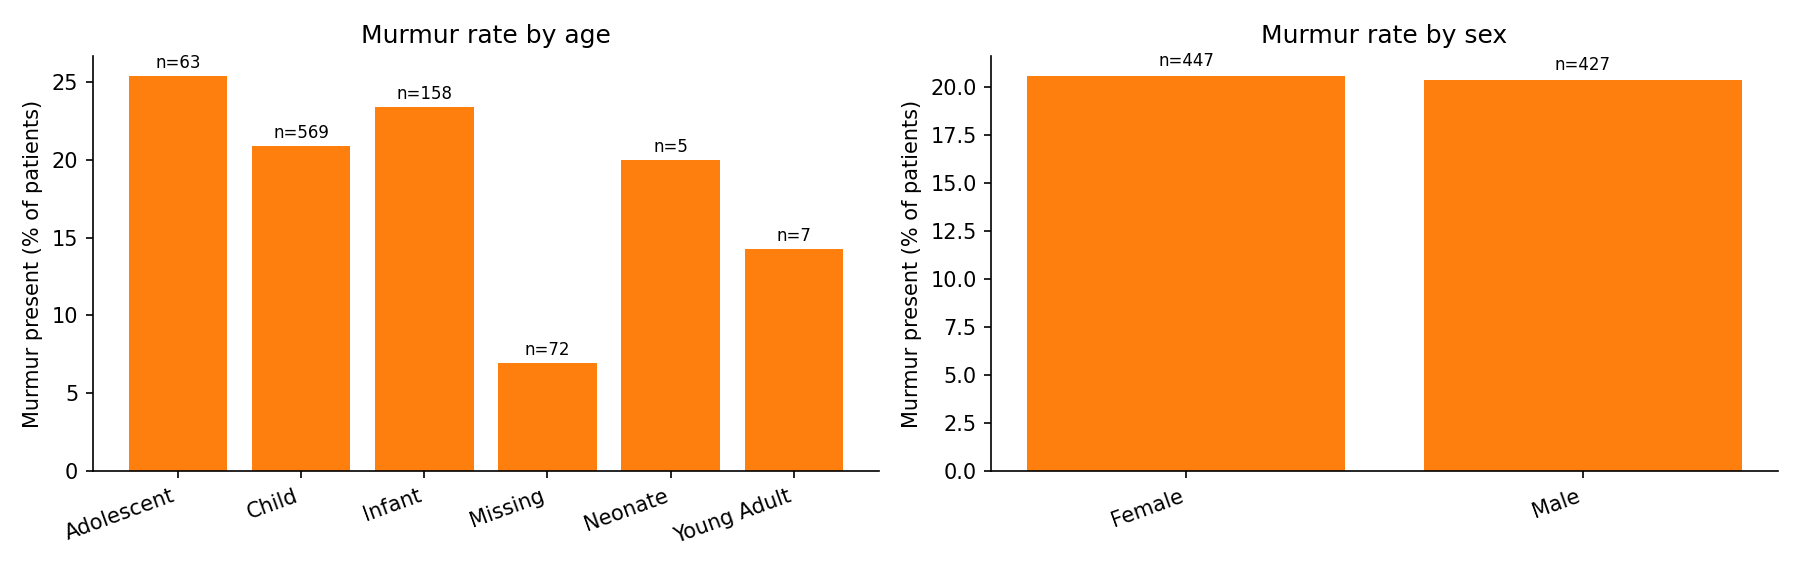 Murmur rate by age
Murmur present (% of patients)
25
20
15
10
5
0
n=63
n=569
n=158
n=72
n=5
n=7
Adolescent
Child
Infant
Missing
Neonate
Young Adult
Murmur rate by sex
Murmur present (% of patients)
20.0
17.5
15.0
12.5
10.0
7.5
5.0
2.5
0.0
n=447
n=427
Female
Male